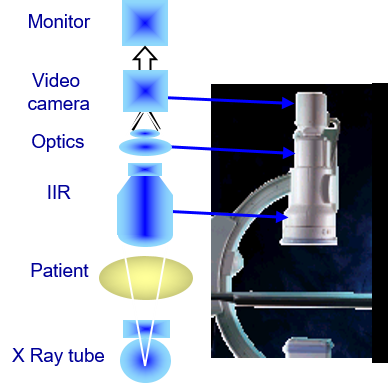 Monitor
Video
camera
Optics
IIR
Patient
X Ray tube